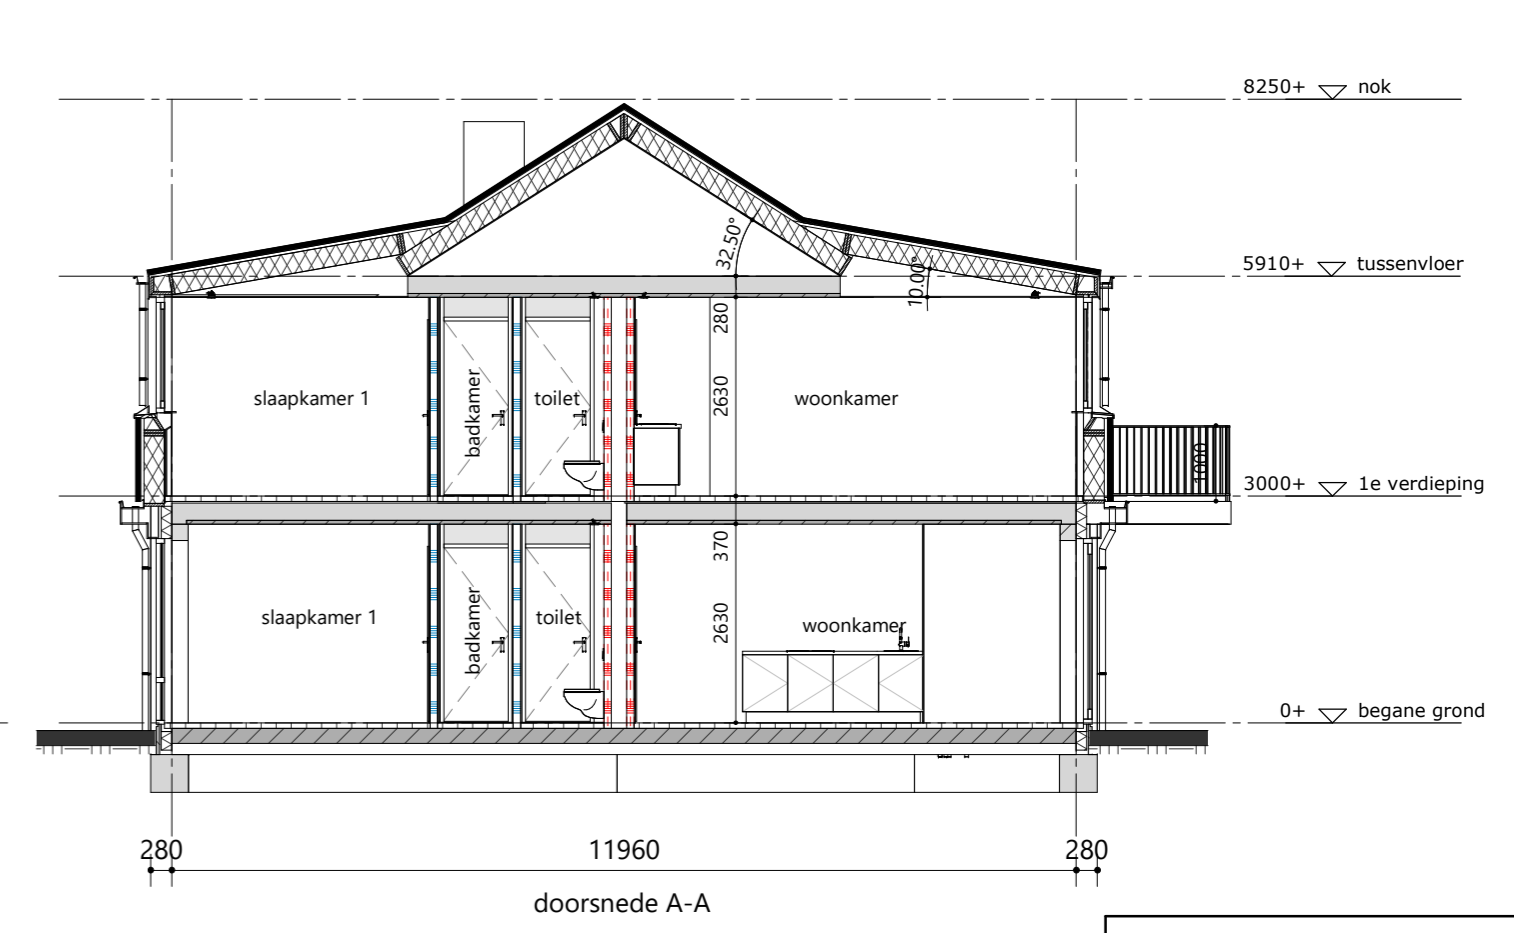 8250+ nok
5910+ tussenvloer
32.50°
10.00°
280
slaapkamer 1
badkamer
toilet
2630
woonkamer
1000
3000+ 1e verdieping
370
slaapkamer 1
badkamer
toilet
2630
woonkamer
0+ begane grond
280 11960 280
doorsnede A-A